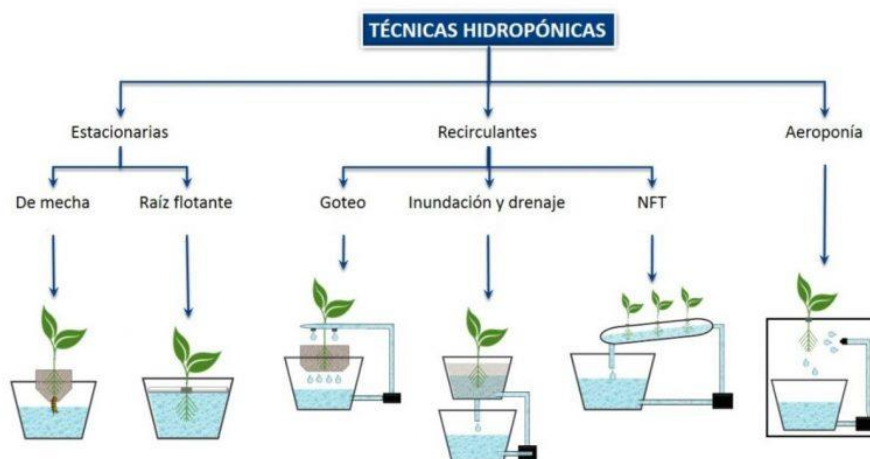 TÉCNICAS HIDROPÓNICAS
Estacionarias
Recirculantes
Aeroponía
De mecha
Raíz flotante
Goteo
Inundación y drenaje
NFT